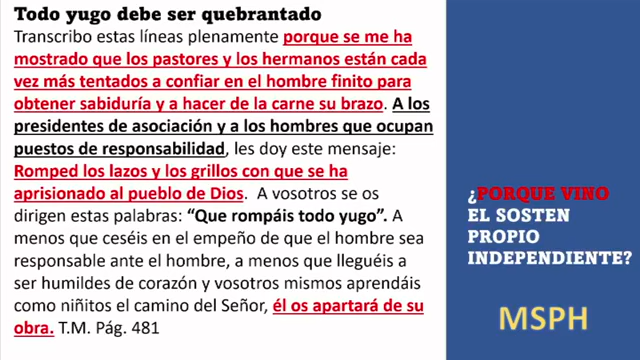 Todo yugo debe ser quebrantado
Transcribo estas líneas plenamente porque se me ha
mostrado que los pastores y los hermanos están cada
vez más tentados a confiar en el hombre finito para
obtener sabiduría y a hacer de la carne su brazo. A los
presidentes de asociación y a los hombres que ocupan
puestos de responsabilidad, les doy este mensaje:
Romped los lazos y los grillos con que se ha
aprisionado al pueblo de Dios. A vosotros se os
dirigen estas palabras: “Que rompáis todo yugo”. A
menos que ceséis en el empeño de que el hombre sea
responsable ante el hombre, a menos que lleguéis a
ser humildes de corazón y vosotros mismos aprendáis
como niñitos el camino del Señor, él os apartará de su
obra. T.M. Pág. 481
¿PORQUE VINO
EL SOSTEN
PROPIO
INDEPENDIENTE?
MSPH